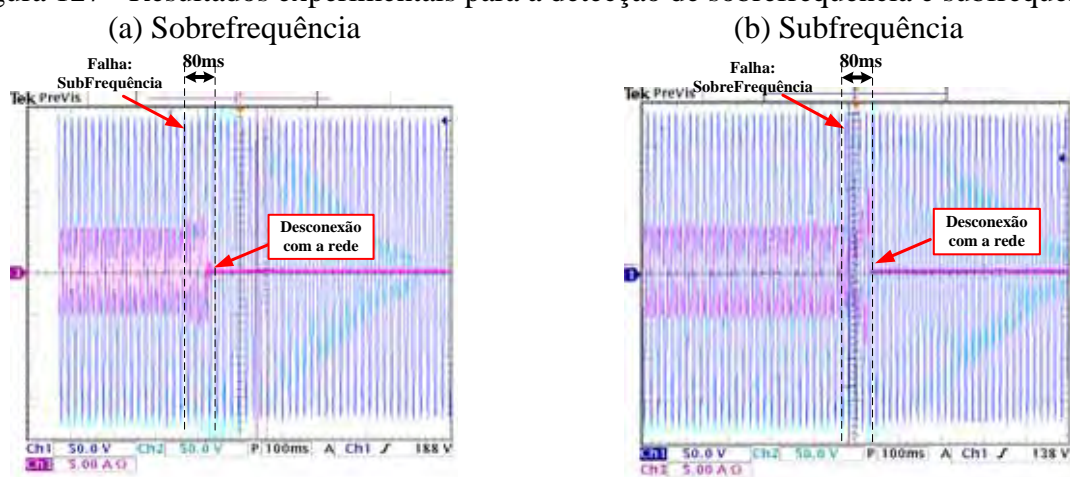 (a) Sobrefrequência
(b) Subfrequência
Falha:
SubFrequência
80ms
Tek PreVis
Desconexão
com a rede
Ch1 50.0 V Ch2 50.0 V P 100ms A Ch1 188 V
Ch3 5.00 A Ω
Falha:
SobreFrequência
80ms
Tek PreVis
Desconexão
com a rede
Ch1 50.0 V Ch2 50.0 V P 100ms A Ch1 138 V
Ch3 5.00 A Ω